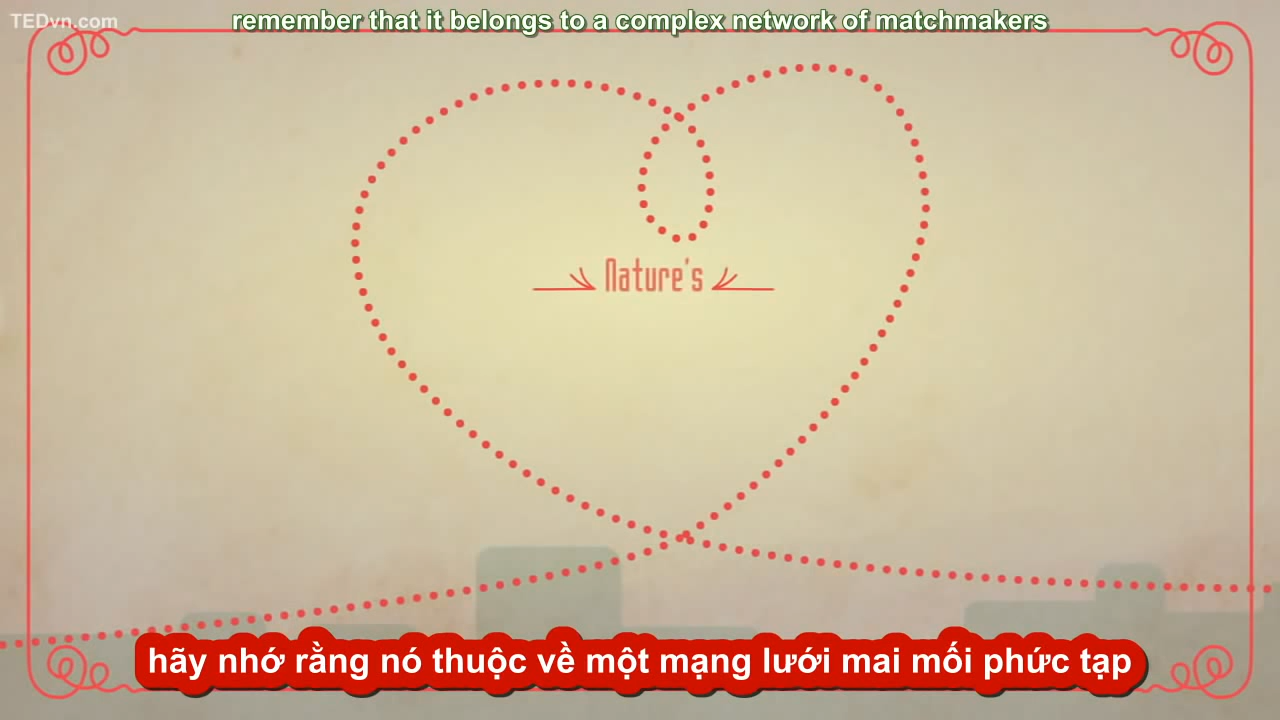 TEDvn.com
remember that it belongs to a complex network of matchmakers
Nature's
hãy nhớ rằng nó thuộc về một mạng lưới mai mối phức tạp